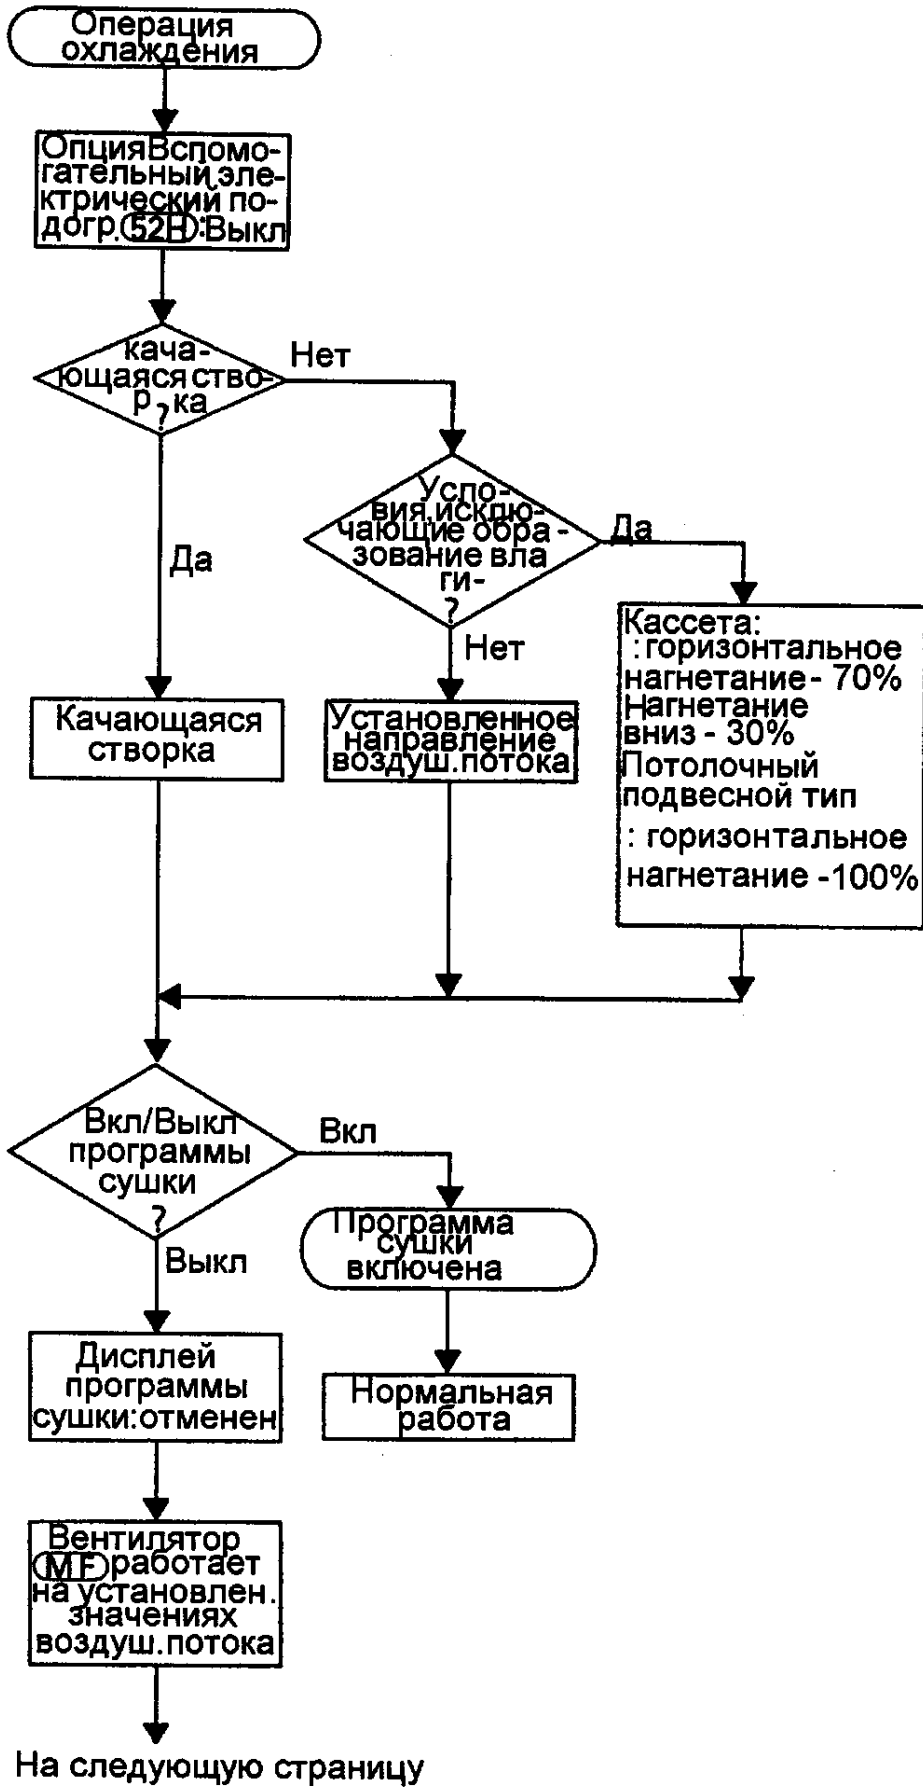 Операция
охлаждения
ОпцияВспомо-
гательный эле-
ктрический по-
догр. 52H :Выкл
кача-
ющаяся ство-
р ка
?
Нет
Усло-
вия,исклю-
чающие обра -
зование вла
ги-
?
Да
Да
Нет
Кассета:
: горизонтальное
нагнетание - 70%
Нагнетание
вниз - 30%
Потолочный
подвесной тип
: горизонтальное
нагнетание -100%
Качающаяся
створка
Установленное
направление
воздуш.потока
Вкл/Выкл
программы
сушки
?
Вкл
Программа
сушки
включена
Выкл
Дисплей
программы
сушки:отменен
Нормальная
работа
Вентилятор
MF работает
на установлен.
значениях
воздуш.потока
На следующую страницу